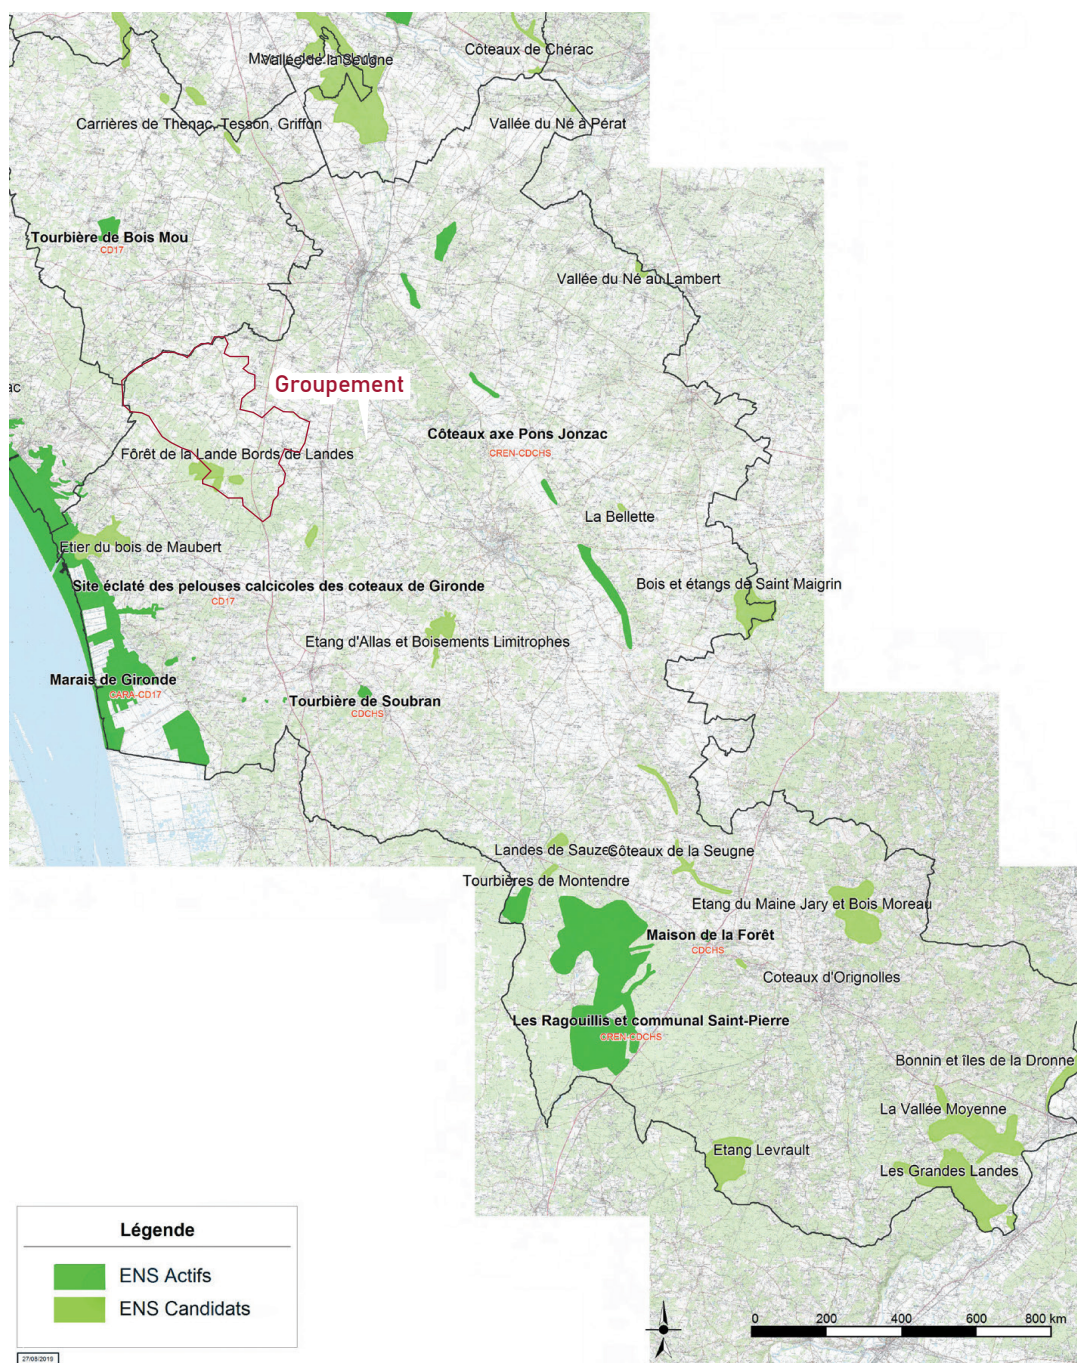 Côteaux de Chérac
Vallée de la Seugne
Carrières de Thenac, Tesson, Griffon
Vallée du Né à Pérat
Tourbière de Bois Mou
CD17
Vallée du Né au Lambert
Groupement
ac
Côteaux axe Pons Jonzac
CREN-CDCHS
Fôrêt de la Lande Bords de Landes
La Bellette
Etier du bois de Maubert
Site éclaté des pelouses calcicoles des coteaux de Gironde
CD17
Bois et étangs de Saint Maigrin
Etang d'Allas et Boisements Limitrophes
Marais de Gironde
CARA-CD17
Tourbière de Soubran
CDCHS
Landes de Sauze
Côteaux de la Seugne
Tourbières de Montendre
Etang du Maine Jary et Bois Moreau
Maison de la Forêt
CDCHS
Coteaux d'Orignolles
Les Ragouillis et communal Saint-Pierre
CREN-CDCHS
Bonnin et îles de la Dronne
La Vallée Moyenne
Etang Levrault
Les Grandes Landes
Légende
ENS Actifs
ENS Candidats
0 200 400 600 800 km
27/05/2019